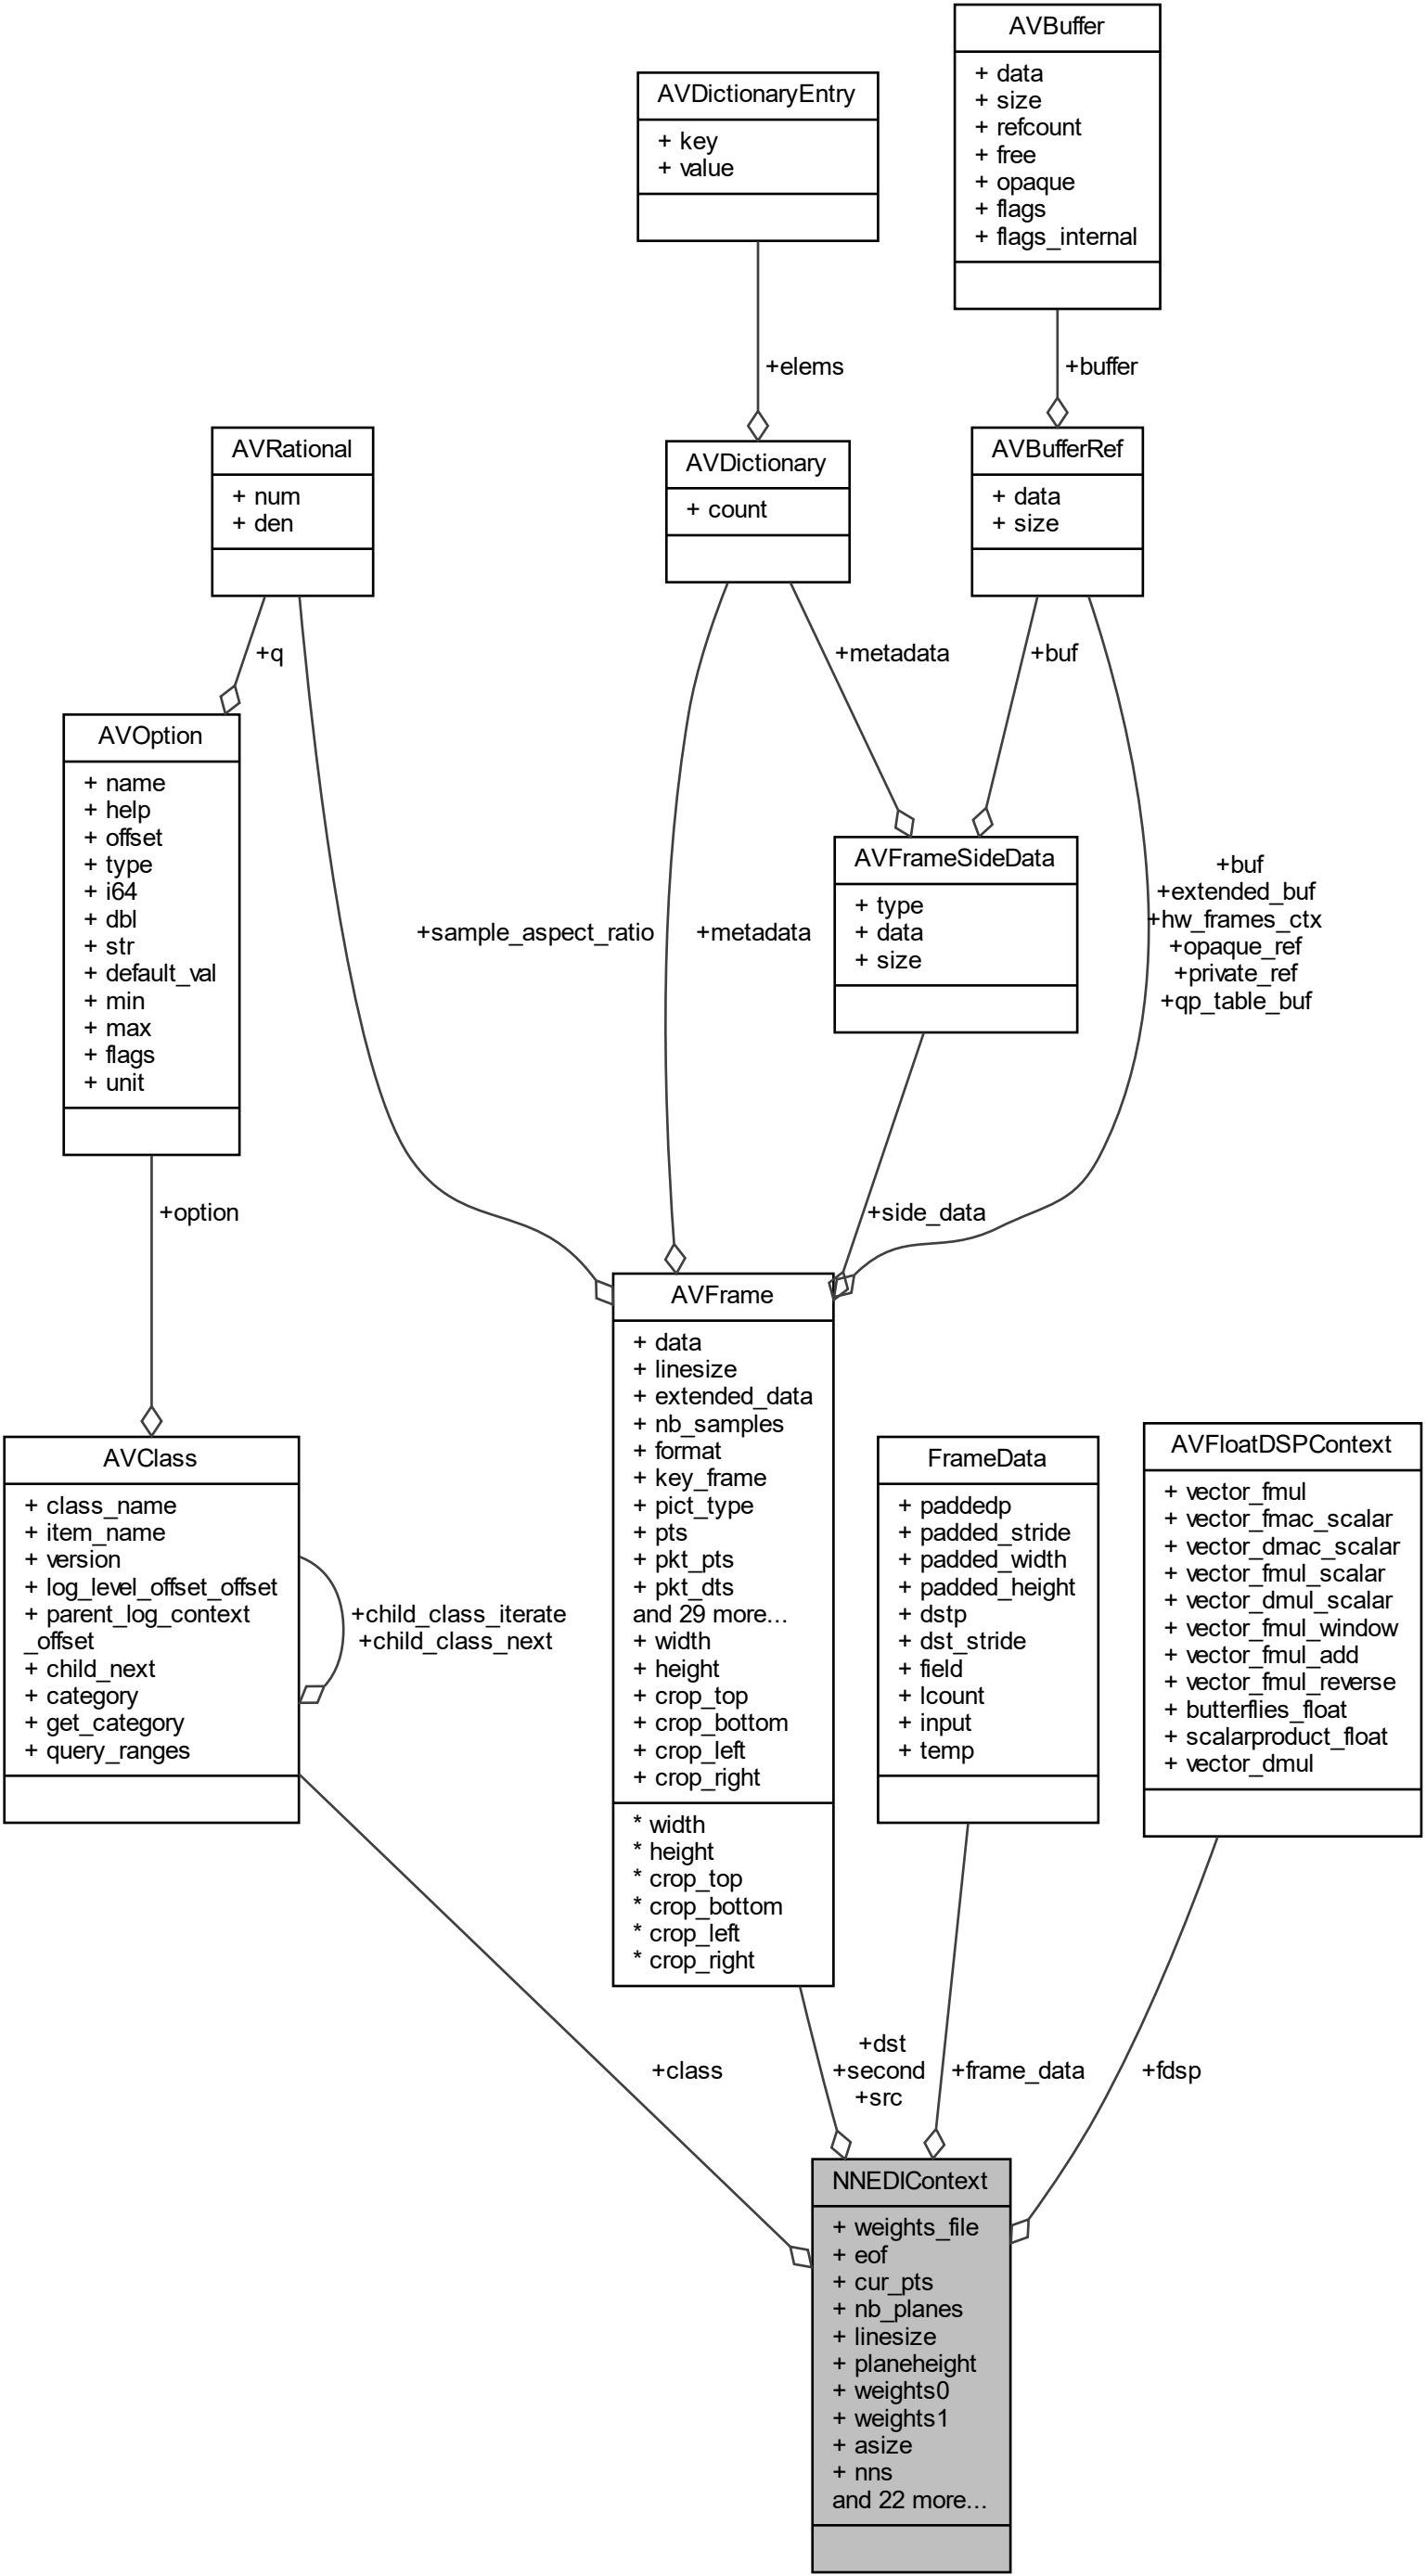 AVBuffer
+ data
+ size
+ refcount
+ free
+ opaque
+ flags
+ flags_internal
AVDictionaryEntry
+ key
+ value
+elems
+buffer
AVRational
+ num
+ den
AVDictionary
+ count
AVBufferRef
+ data
+ size
+q
+metadata
+buf
AVOption
+ name
+ help
+ offset
+ type
+ i64
+ dbl
+ str
+ default_val
+ min
+ max
+ flags
+ unit
+sample_aspect_ratio
+metadata
AVFrameSideData
+ type
+ data
+ size
+buf
+extended_buf
+hw_frames_ctx
+opaque_ref
+private_ref
+qp_table_buf
+option
+side_data
AVClass
+ class_name
+ item_name
+ version
+ log_level_offset_offset
+ parent_log_context
_offset
+ child_next
+ category
+ get_category
+ query_ranges
+child_class_iterate
+child_class_next
AVFrame
+ data
+ linesize
+ extended_data
+ nb_samples
+ format
+ key_frame
+ pict_type
+ pts
+ pkt_pts
+ pkt_dts
and 29 more...
+ width
+ height
+ crop_top
+ crop_bottom
+ crop_left
+ crop_right
* width
* height
* crop_top
* crop_bottom
* crop_left
* crop_right
FrameData
+ paddedp
+ padded_stride
+ padded_width
+ padded_height
+ dstp
+ dst_stride
+ field
+ lcount
+ input
+ temp
AVFloatDSPContext
+ vector_fmul
+ vector_fmac_scalar
+ vector_dmac_scalar
+ vector_fmul_scalar
+ vector_dmul_scalar
+ vector_fmul_window
+ vector_fmul_add
+ vector_fmul_reverse
+ butterflies_float
+ scalarproduct_float
+ vector_dmul
+class
+dst
+second
+src
+frame_data
+fdsp
NNEDIContext
+ weights_file
+ eof
+ cur_pts
+ nb_planes
+ linesize
+ planeheight
+ weights0
+ weights1
+ asize
+ nns
and 22 more...